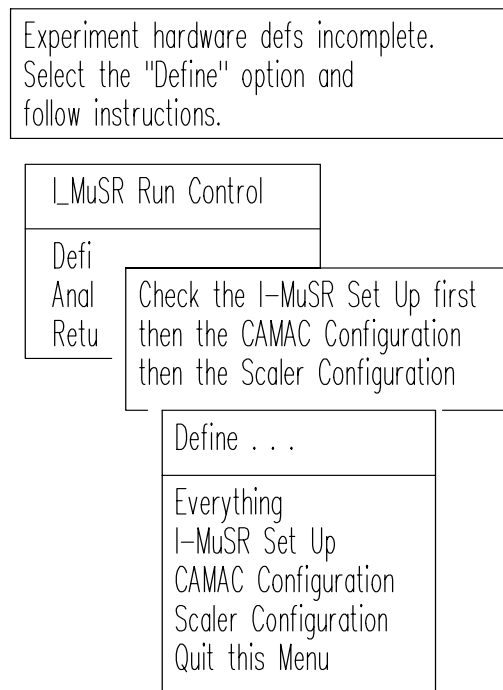 Experiment hardware defs incomplete.
Select the "Define" option and
follow instructions.
I_MuSR Run Control
Defi
Anal
Retu
Check the I-MuSR Set Up first
then the CAMAC Configuration
then the Scaler Configuration
Define . . .
Everything
I-MuSR Set Up
CAMAC Configuration
Scaler Configuration
Quit this Menu